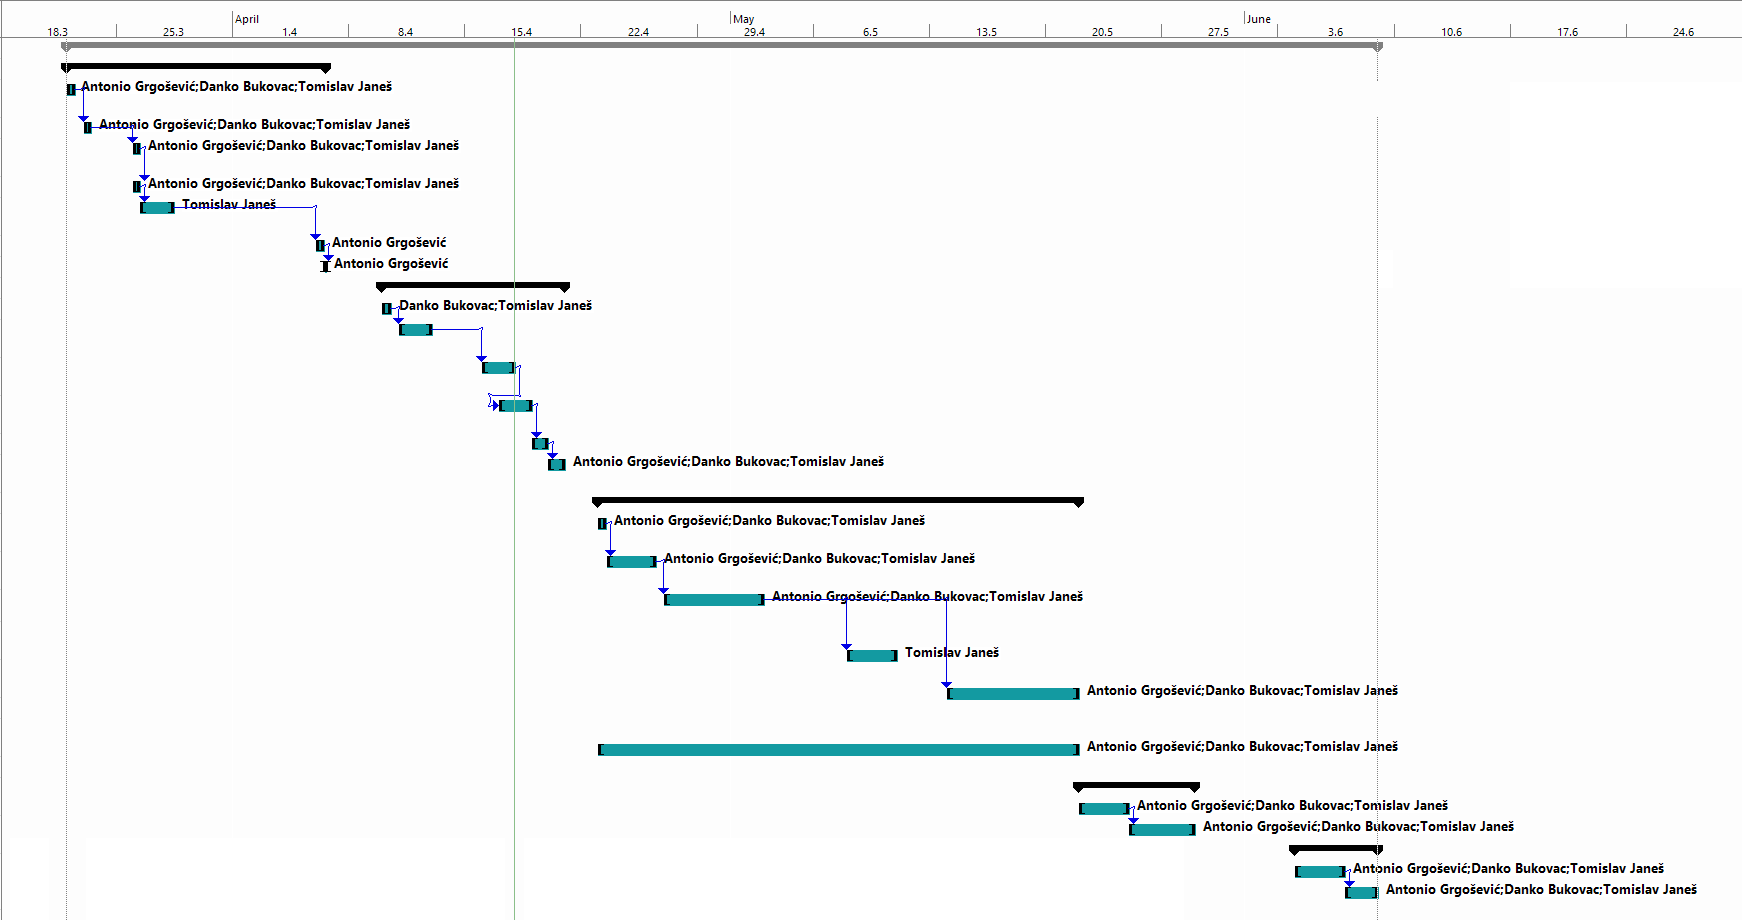 April May June
18.3 25.3 1.4 8.4 15.4 22.4 29.4 6.5 13.5 20.5 27.5 3.6 10.6 17.6 24.6
Antonio Grgošević;Danko Bukovac;Tomislav Janeš
Antonio Grgošević;Danko Bukovac;Tomislav Janeš
Antonio Grgošević;Danko Bukovac;Tomislav Janeš
Antonio Grgošević;Danko Bukovac;Tomislav Janeš
Tomislav Janeš
Antonio Grgošević
Antonio Grgošević
Danko Bukovac;Tomislav Janeš
Antonio Grgošević;Danko Bukovac;Tomislav Janeš
Antonio Grgošević;Danko Bukovac;Tomislav Janeš
Antonio Grgošević;Danko Bukovac;Tomislav Janeš
Antonio Grgošević;Danko Bukovac;Tomislav Janeš
Tomislav Janeš
Antonio Grgošević;Danko Bukovac;Tomislav Janeš
Antonio Grgošević;Danko Bukovac;Tomislav Janeš
Antonio Grgošević;Danko Bukovac;Tomislav Janeš
Antonio Grgošević;Danko Bukovac;Tomislav Janeš
Antonio Grgošević;Danko Bukovac;Tomislav Janeš
Antonio Grgošević;Danko Bukovac;Tomislav Janeš